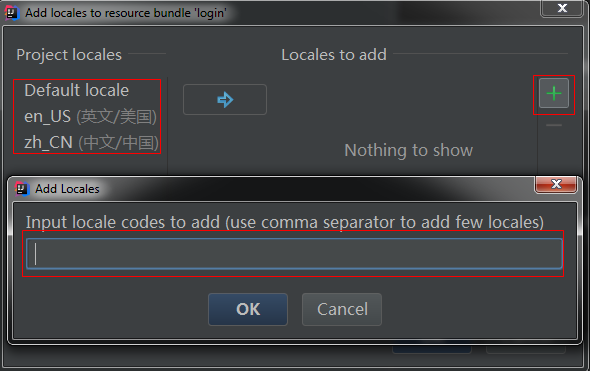 Add locales to resource bundle 'login'
Project locales
Locales to add
Default locale
en_US (英文/美国)
zh_CN (中文/中国)
Nothing to show
Add Locales
Input locale codes to add (use comma separator to add few locales)
OK
Cancel